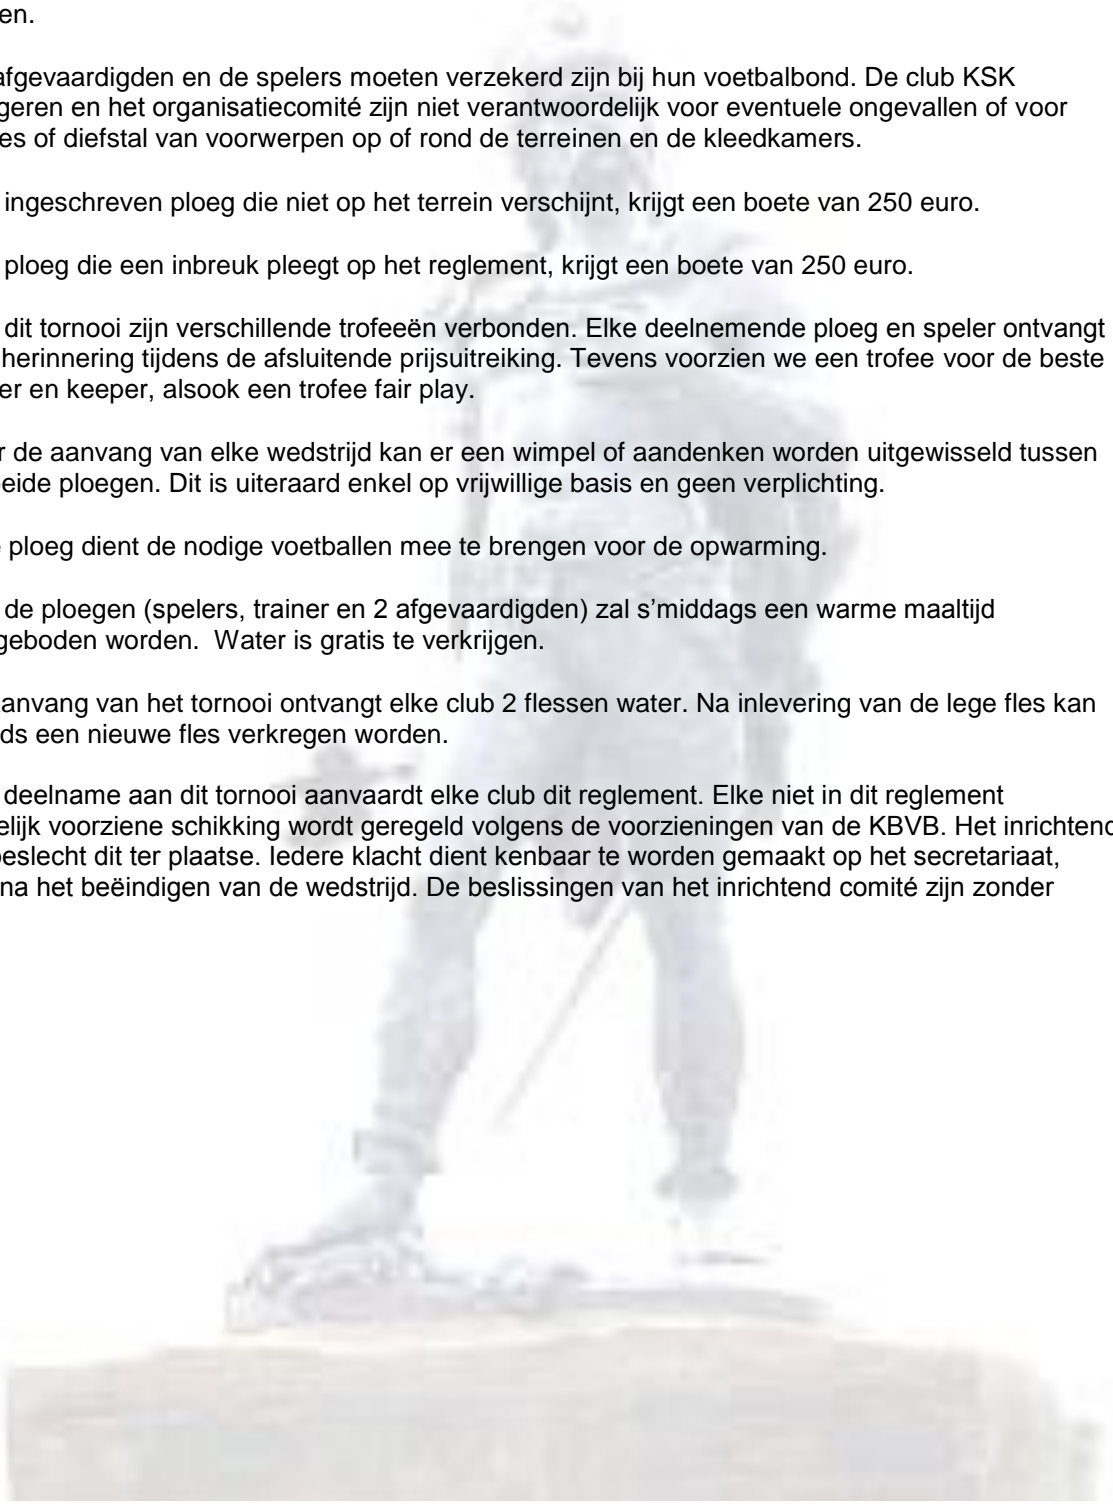 en.
afgevaardigden en de spelers moeten verzekerd zijn bij hun voetbalbond. De club KSK
geren en het organisatiecomité zijn niet verantwoordelijk voor eventuele ongevallen of voor
es of diefstal van voorwerpen op of rond de terreinen en de kleedkamers.
ingeschreven ploeg die niet op het terrein verschijnt, krijgt een boete van 250 euro.
ploeg die een inbreuk pleegt op het reglement, krijgt een boete van 250 euro.
dit tornooi zijn verschillende trofeeën verbonden. Elke deelnemende ploeg en speler ontvangt
herinnering tijdens de afsluitende prijsuitreiking. Tevens voorzien we een trofee voor de beste
er en keeper, alsook een trofee fair play.
r de aanvang van elke wedstrijd kan er een wimpel of aandenken worden uitgewisseld tussen
eide ploegen. Dit is uiteraard enkel op vrijwillige basis en geen verplichting.
ploeg dient de nodige voetballen mee te brengen voor de opwarming.
de ploegen (spelers, trainer en 2 afgevaardigden) zal s’middags een warme maaltijd
geboden worden. Water is gratis te verkrijgen.
anvang van het tornooi ontvangt elke club 2 flessen water. Na inlevering van de lege fles kan
ds een nieuwe fles verkregen worden.
deelname aan dit tornooi aanvaardt elke club dit reglement. Elke niet in dit reglement
elijk voorziene schikking wordt geregeld volgens de voorzieningen van de KBVB. Het inrichtend
eslecht dit ter plaatse. Iedere klacht dient kenbaar te worden gemaakt op het secretariaat,
na het beëindigen van de wedstrijd. De beslissingen van het inrichtend comité zijn zonder